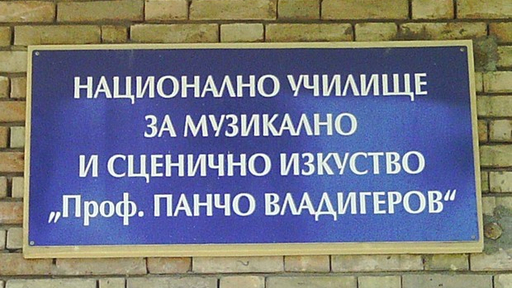 НАЦИОНАЛНО УЧИЛИЩЕ
ЗА МУЗИКАЛНО
И СЦЕНИЧНО ИЗКУСТВО
„Проф. ПАНЧО ВЛАДИГЕРОВ“